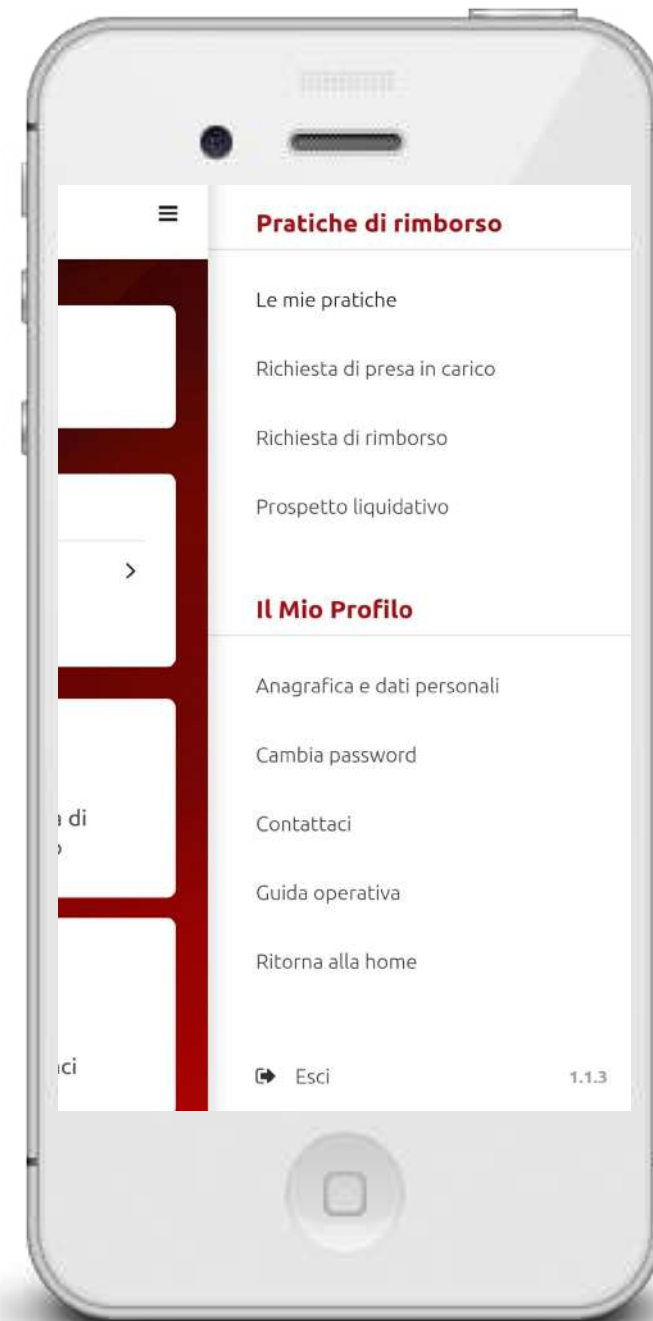 Pratiche di rimborso
Le mie pratiche
Richiesta di presa in carico
Richiesta di rimborso
Prospetto liquidativo
Il Mio Profilo
Anagrafica e dati personali
Cambia password
Contattaci
Guida operativa
Ritorna alla home
Esci
1.1.3
di